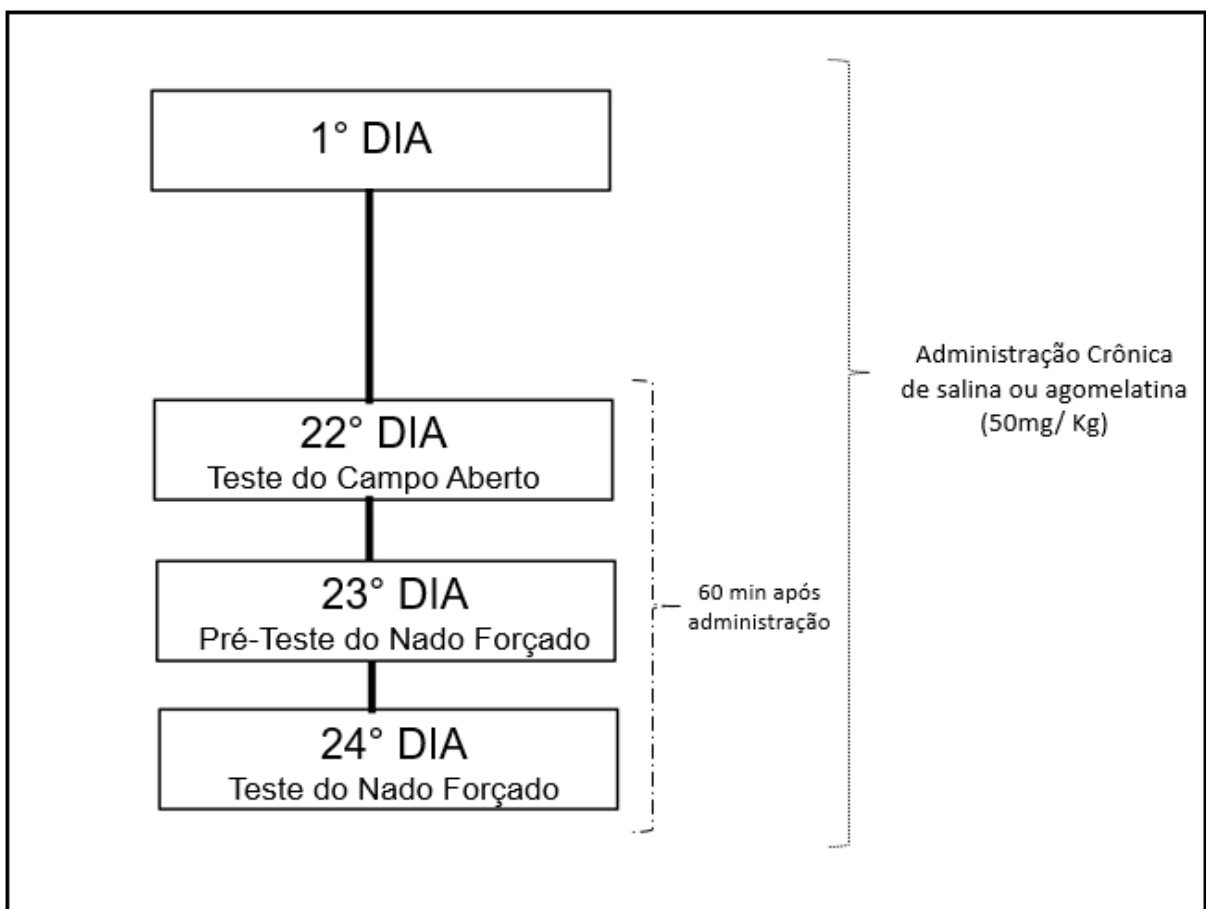 1° DIA
22° DIA
Teste do Campo Aberto
23° DIA
Pré-Teste do Nado Forçado
24° DIA
Teste do Nado Forçado
60 min após
administração
Administração Crônica
de salina ou agomelatina
(50mg/ Kg)